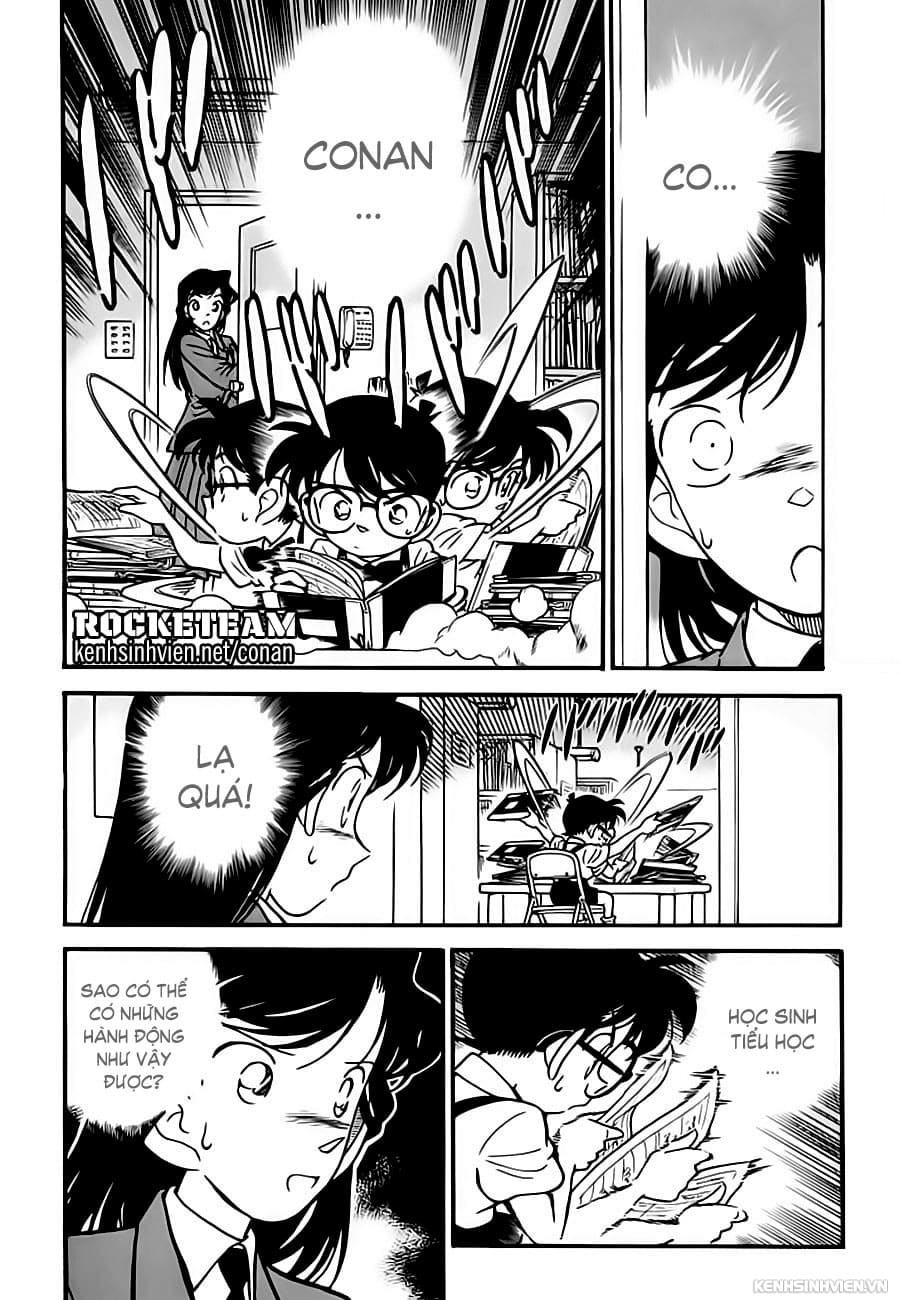 CO...
CONAN
...
ROCKETEAM
kenhsinhvien.net/conan
LẠ
QUÁ!
HỌC SINH
TIỂU HỌC
...
SAO CÓ THỂ
CÓ NHỮNG
HÀNH ĐỘNG
NHƯ VẬY
ĐƯỢC?
KENHSINHVIEN.VN